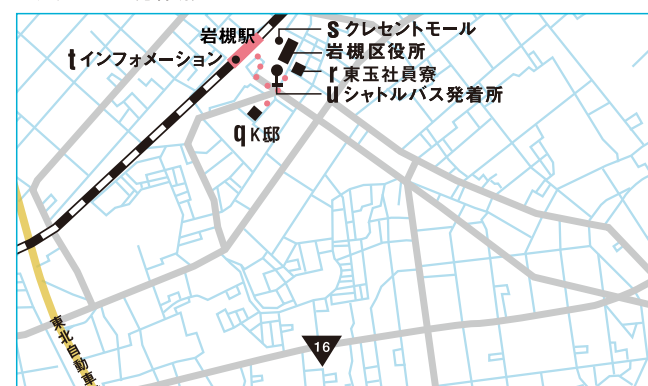 岩槻駅
s クレセントモール
岩槻区役所
t インフォメーション
r 東玉社員寮
u シャトルバス発着所
q K邸
16
東北自動車